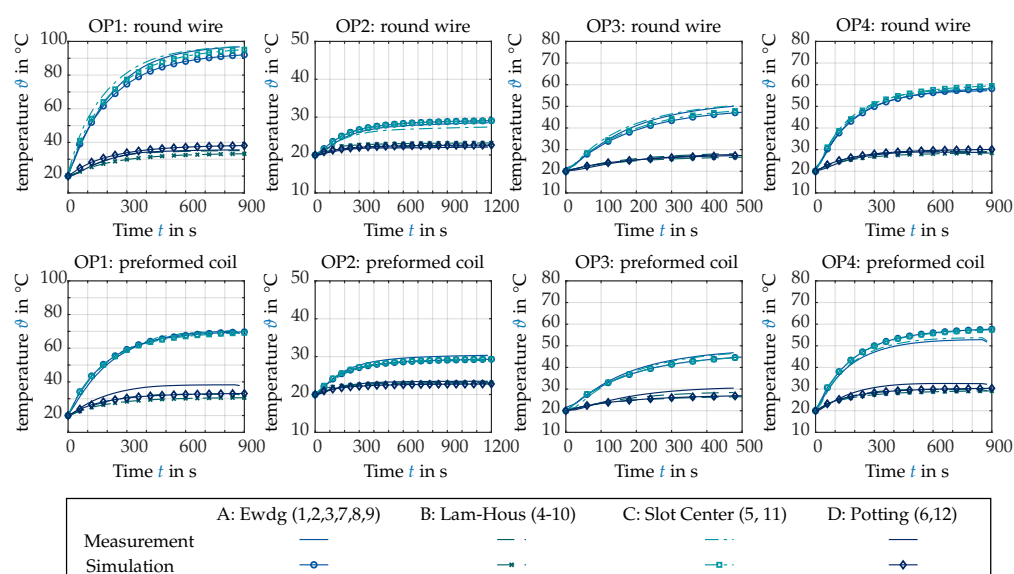 OP1: round wire OP2: round wire OP3: round wire OP4: round wire
temperature ϑ in °C
100
80
60
40
20
0 300 600 900
Time t in s
temperature ϑ in °C
50
40
30
20
10
0 300 600 900 1200
Time t in s
temperature ϑ in °C
80
70
60
50
40
30
20
10
0 100 200 300 400 500
Time t in s
temperature ϑ in °C
80
70
60
50
40
30
20
10
0 300 600 900
Time t in s
OP1: preformed coil OP2: preformed coil OP3: preformed coil OP4: preformed coil
temperature ϑ in °C
100
80
60
40
20
0 300 600 900
Time t in s
temperature ϑ in °C
50
40
30
20
10
0 300 600 900 1200
Time t in s
temperature ϑ in °C
80
70
60
50
40
30
20
10
0 100 200 300 400 500
Time t in s
temperature ϑ in °C
80
70
60
50
40
30
20
10
0 300 600 900
Time t in s
A: Ewdg (1,2,3,7,8,9) B: Lam-Hous (4-10) C: Slot Center (5, 11) D: Potting (6,12)
Measurement
Simulation